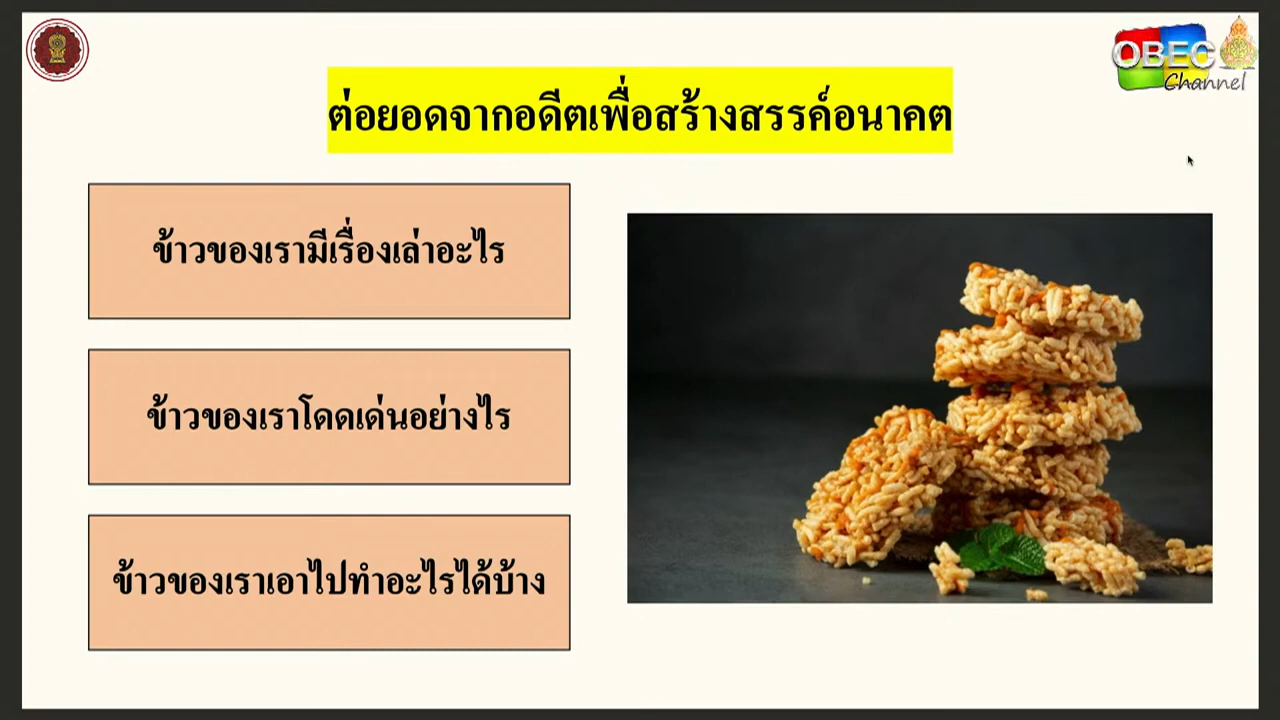 OBEC
Channel
ต่อยอดจากอดีตเพื่อสร้างสรรค์อนาคต
ข้าวของเรามีเรื่องเล่าอะไร
ข้าวของเราโดดเด่นอย่างไร
ข้าวของเราเอาไปทำอะไรได้บ้าง